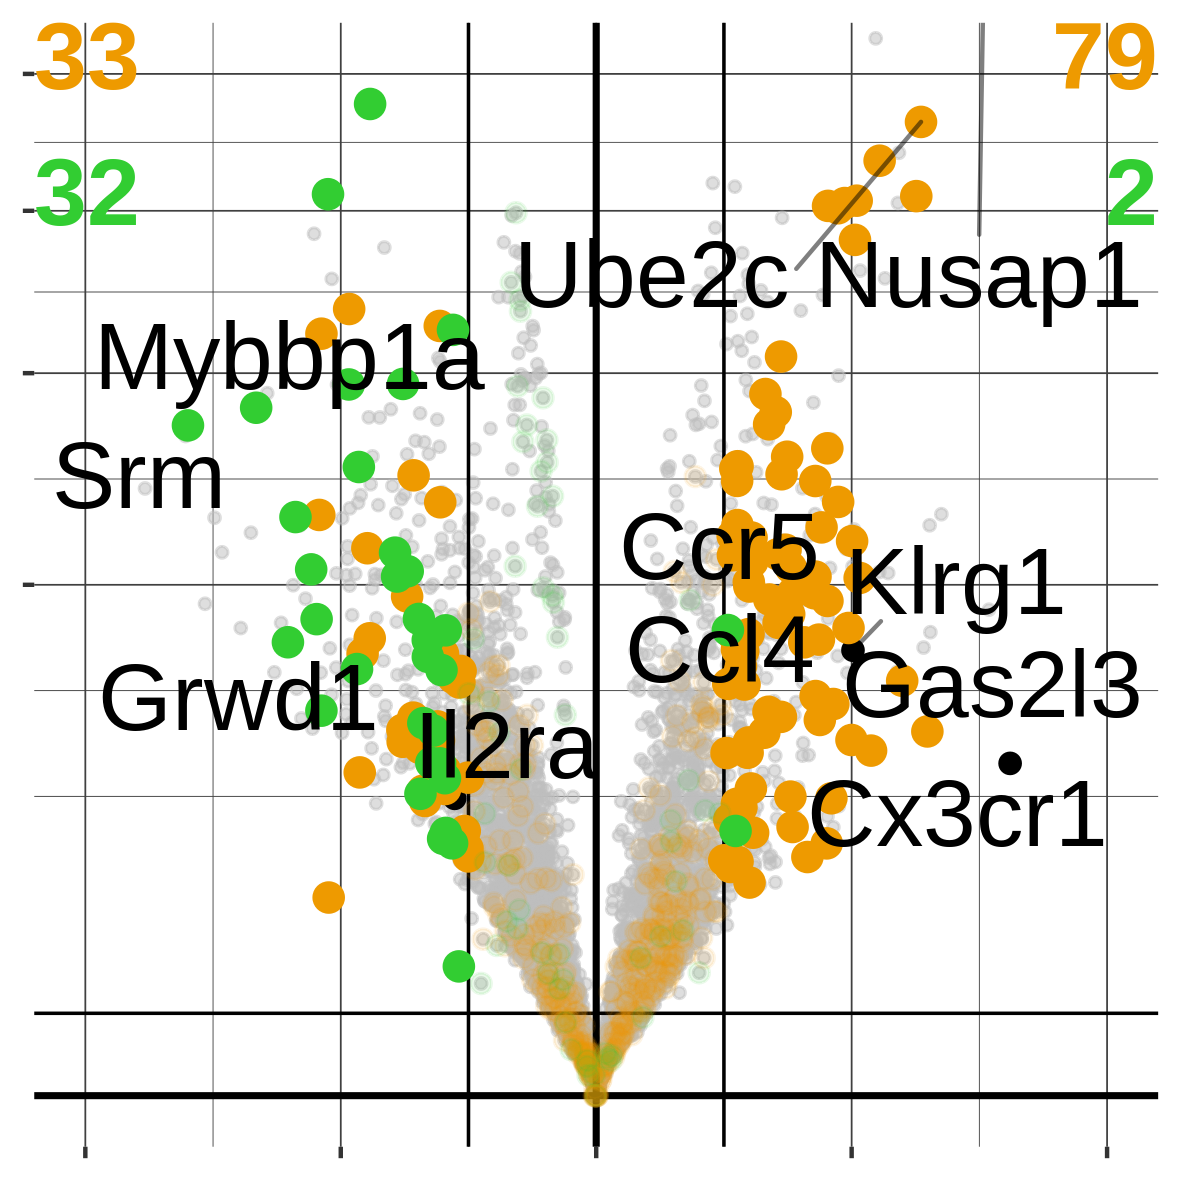 33
79
32
2
Ube2c
Nusap1
Mybbp1a
Srm
Ccr5
Klrg1
Ccl4
Grwd1
Gas2l3
Il2ra
Cx3cr1